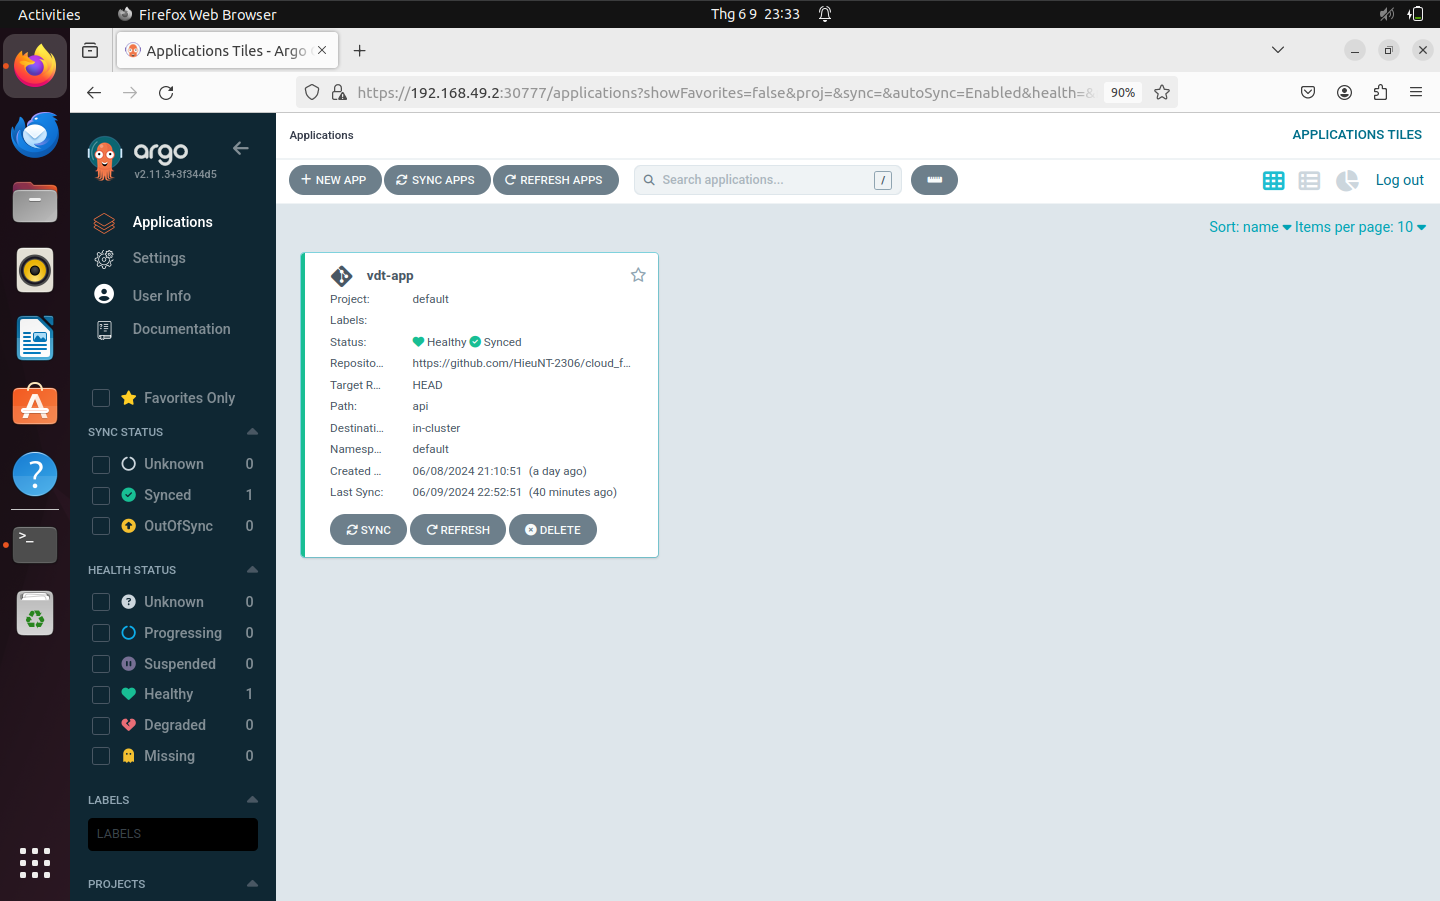 Activities
Firefox Web Browser
Thg 6 9 23:33
Applications Tiles - Argo
https://192.168.49.2:30777/applications?showFavorites=false&proj=&sync=&autoSync=Enabled&health=&
90%
argo
v2.11.3+3f344d5
Applications
Settings
User Info
Documentation
Favorites Only
SYNC STATUS
Unknown 0
Synced 1
OutOfSync 0
HEALTH STATUS
Unknown 0
Progressing 0
Suspended 0
Healthy 1
Degraded 0
Missing 0
LABELS
LABELS
PROJECTS
Applications
APPLICATIONS TILES
+ NEW APP
SYNC APPS
REFRESH APPS
Search applications...
/
Log out
Sort: name
Items per page: 10
vdt-app
Project: default
Labels:
Status: Healthy Synced
Reposito... https://github.com/HieuNT-2306/cloud_f...
Target R... HEAD
Path: api
Destinati... in-cluster
Namesp... default
Created ... 06/08/2024 21:10:51 (a day ago)
Last Sync: 06/09/2024 22:52:51 (40 minutes ago)
SYNC
REFRESH
DELETE